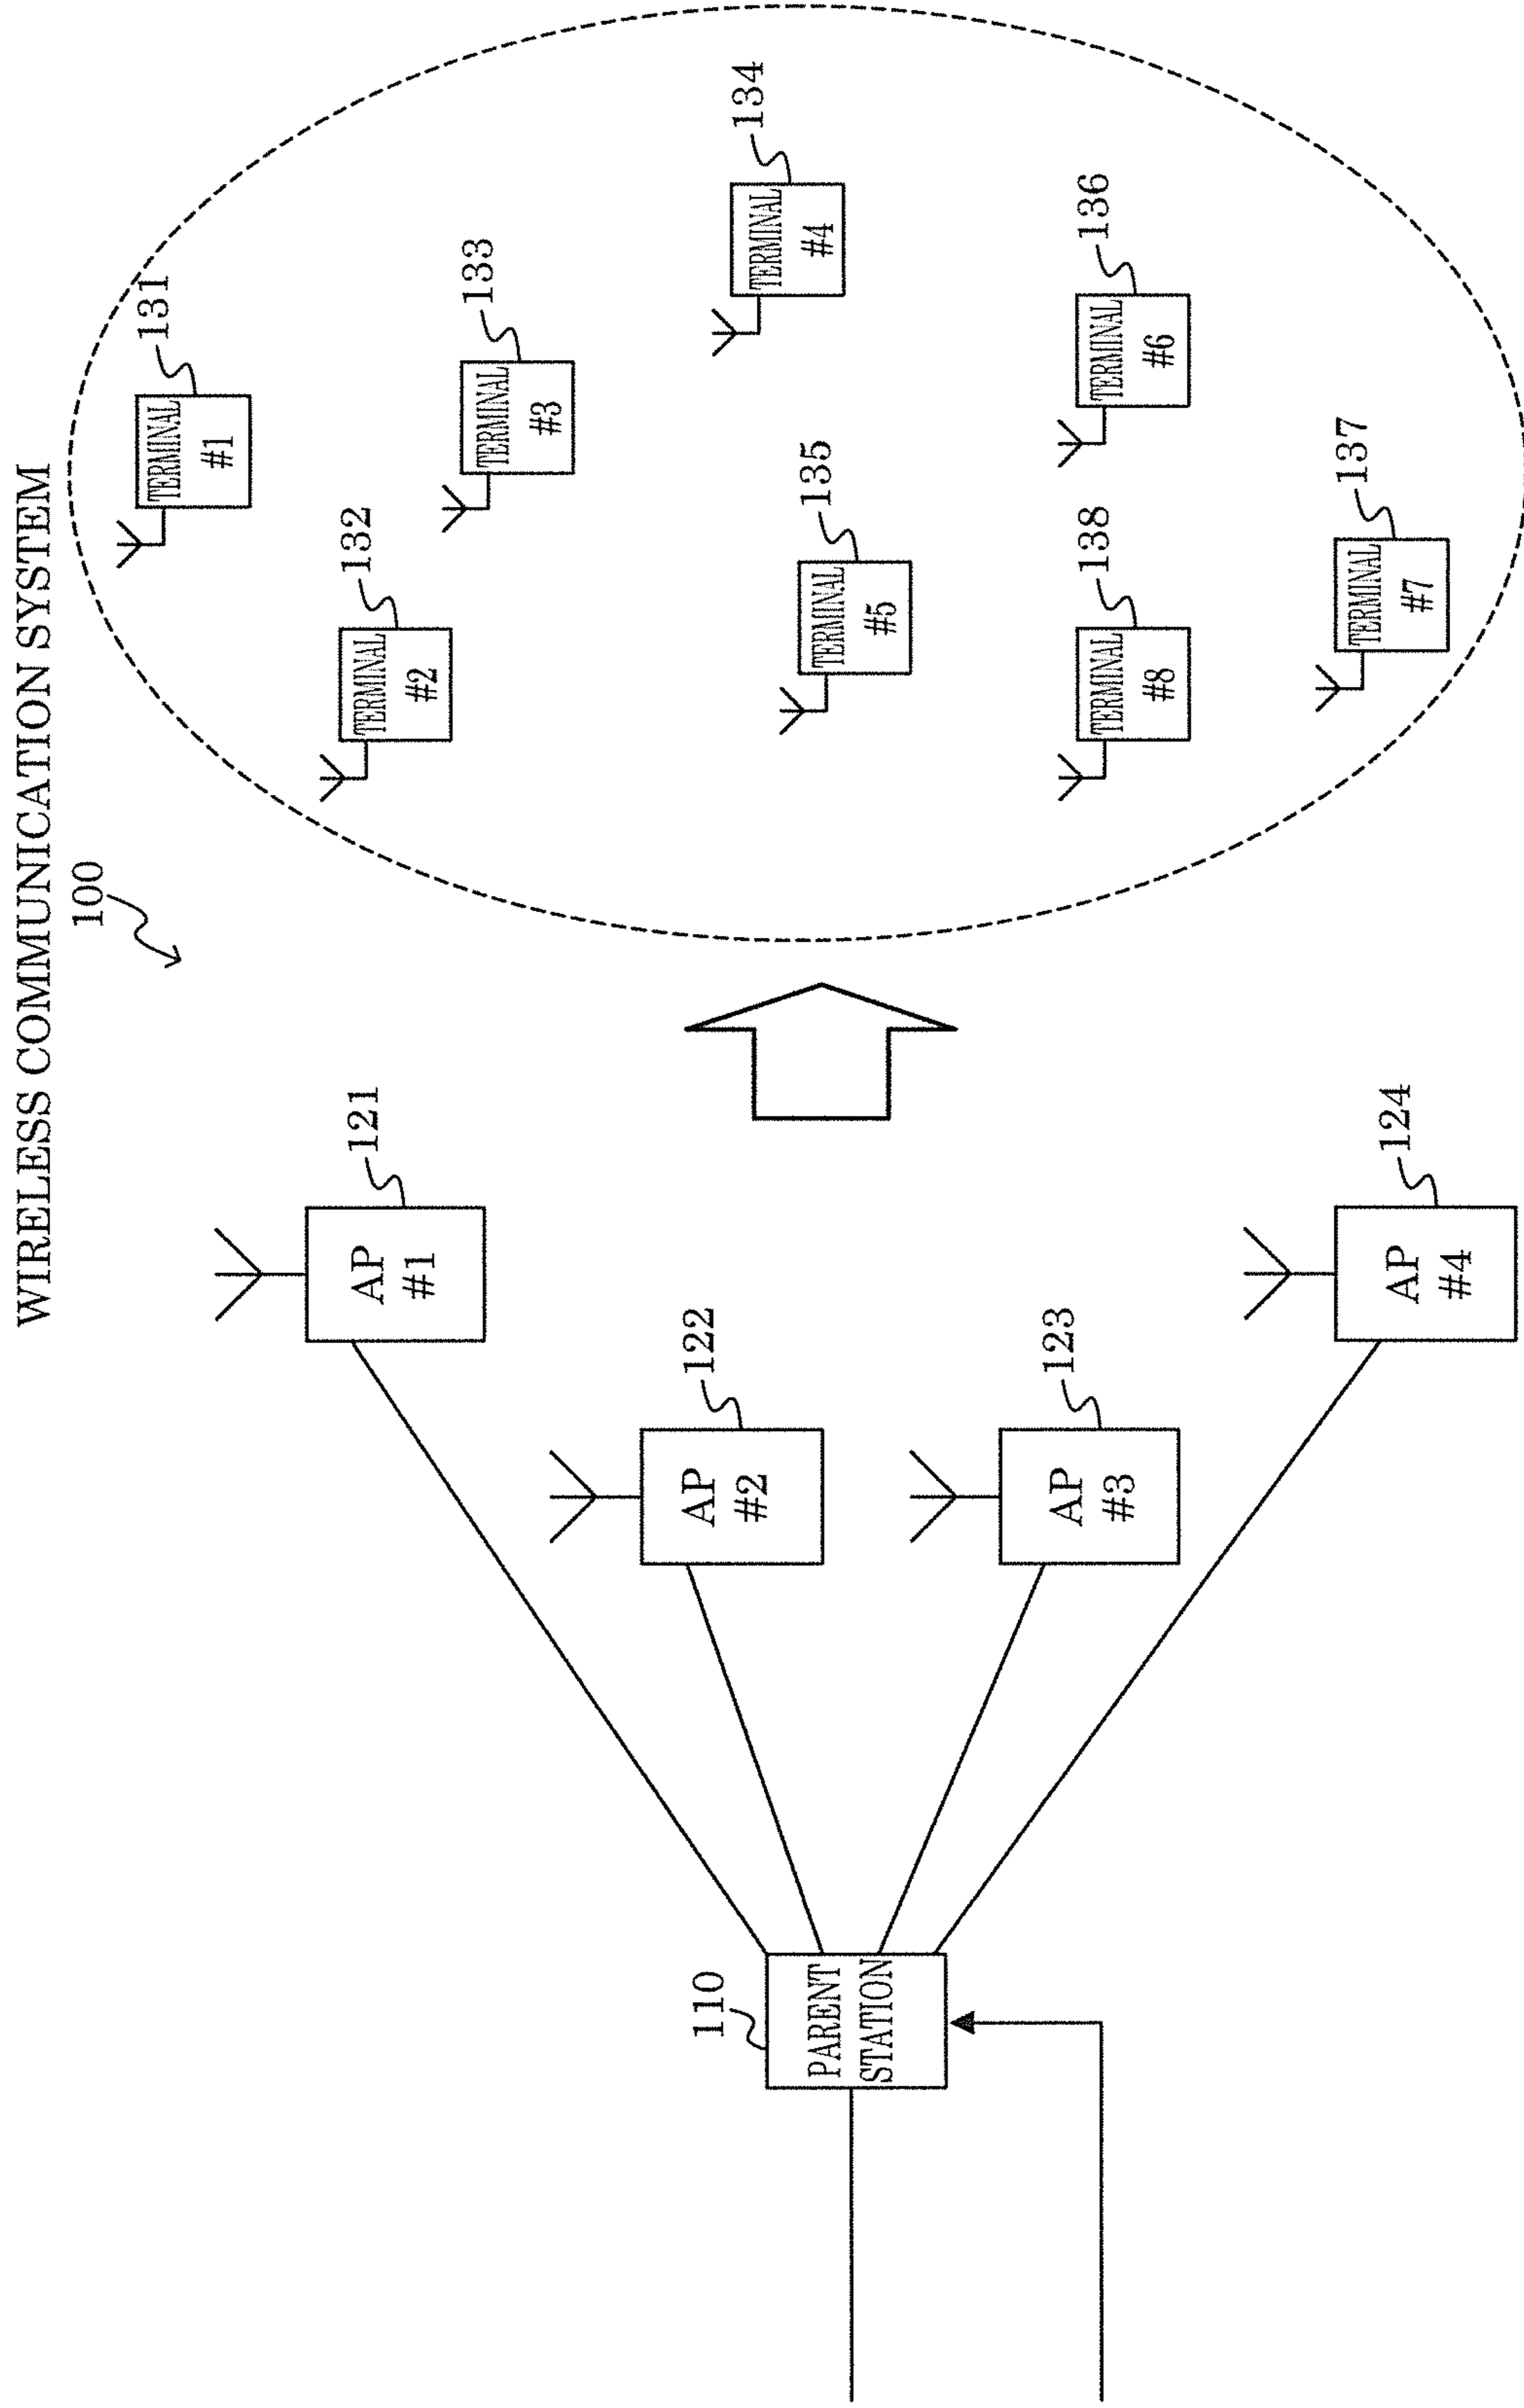 WIRELESS COMMUNICATION SYSTEM
100
110
PARENT
STATION
121
AP
#1
122
AP
#2
123
AP
#3
124
AP
#4
131
TERMINAL
#1
132
TERMINAL
#2
133
TERMINAL
#3
134
TERMINAL
#4
135
TERMINAL
#5
136
TERMINAL
#6
138
TERMINAL
#8
137
TERMINAL
#7